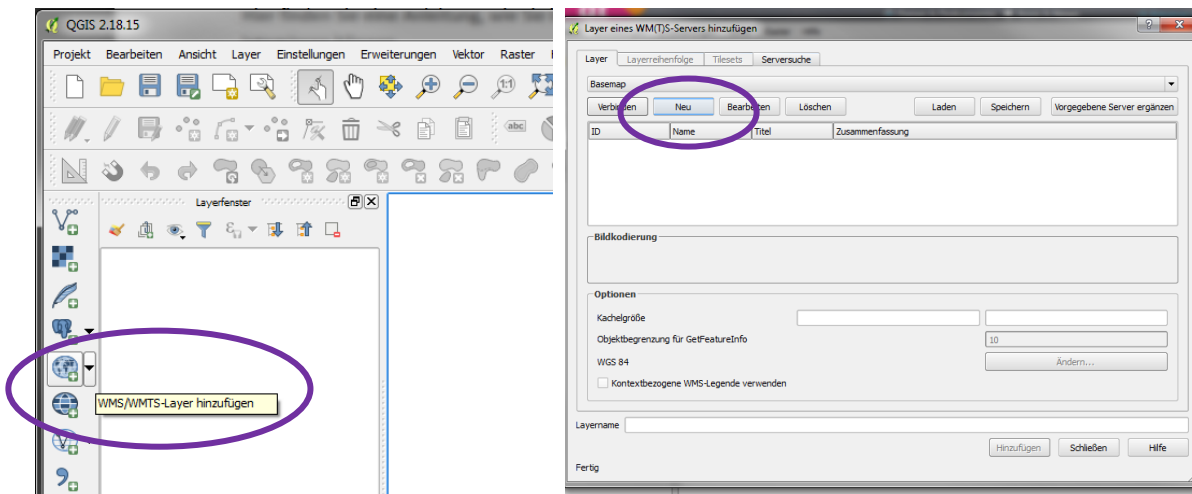 QGIS 2.18.15
Projekt Bearbeiten Ansicht Layer Einstellungen Erweiterungen Vektor Raster
1:1
abc
Layerfenster
WMS/WMTS-Layer hinzufügen
Layer eines WM(T)S-Servers hinzufügen
Layer Layerreihenfolge Tilesets Serversuche
Basemap
Verbinden Neu Bearbeiten Löschen Laden Speichern Vorgegebene Server ergänzen
ID Name Titel Zusammenfassung
Bildkodierung
Optionen
Kachelgröße
Objektbegrenzung für GetFeatureInfo 10
WGS 84 Ändern...
Kontextbezogene WMS-Legende verwenden
Layername
Hinzufügen Schließen Hilfe
Fertig